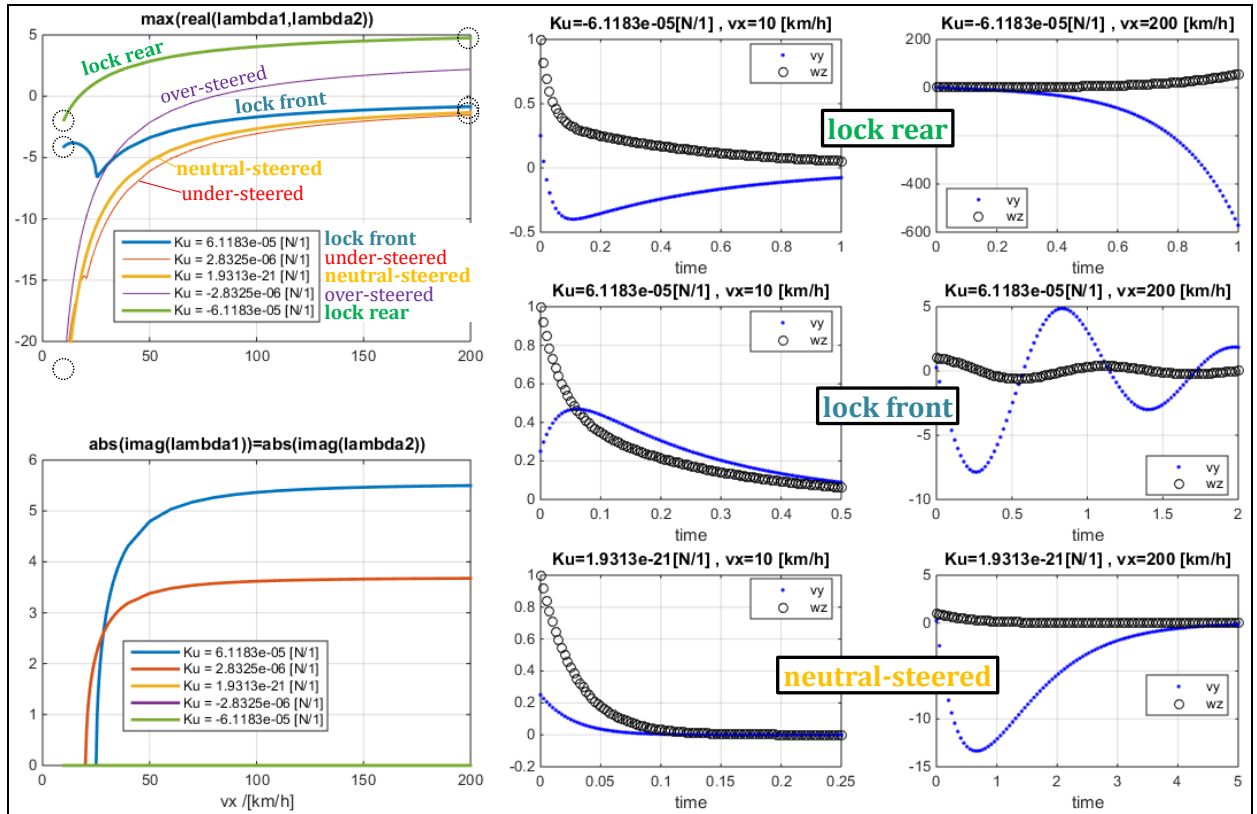 max(real(lambda1,lambda2))
5
0
-5
-10
-15
-20
0
50
100
150
200
lock rear
over-steered
lock front
neutral-steered
under-steered
Ku = 6.1183e-05 [N/1] lock front
Ku = 2.8325e-06 [N/1] under-steered
Ku = 1.9313e-21 [N/1] neutral-steered
Ku = -2.8325e-06 [N/1] over-steered
Ku = -6.1183e-05 [N/1] lock rear
abs(imag(lambda1))=abs(imag(lambda2))
6
5
4
3
2
1
0
0
50
100
150
200
Ku = 6.1183e-05 [N/1]
Ku = 2.8325e-06 [N/1]
Ku = 1.9313e-21 [N/1]
Ku = -2.8325e-06 [N/1]
Ku = -6.1183e-05 [N/1]
vx /[km/h]
Ku=-6.1183e-05[N/1] , vx=10 [km/h]
1
0.5
0
-0.5
vy
wz
0
0.2
0.4
0.6
0.8
1
time
lock rear
Ku=-6.1183e-05[N/1] , vx=200 [km/h]
200
0
-200
-400
-600
vy
wz
0
0.2
0.4
0.6
0.8
1
time
Ku=6.1183e-05[N/1] , vx=10 [km/h]
1
0.8
0.6
0.4
0.2
0
vy
wz
0
0.1
0.2
0.3
0.4
0.5
time
lock front
Ku=6.1183e-05[N/1] , vx=200 [km/h]
5
0
-5
-10
vy
wz
0
0.5
1
1.5
2
time
Ku=1.9313e-21[N/1] , vx=10 [km/h]
1
0.8
0.6
0.4
0.2
0
-0.2
vy
wz
0
0.05
0.1
0.15
0.2
0.25
time
neutral-steered
Ku=1.9313e-21[N/1] , vx=200 [km/h]
5
0
-5
-10
-15
vy
wz
0
1
2
3
4
5
time